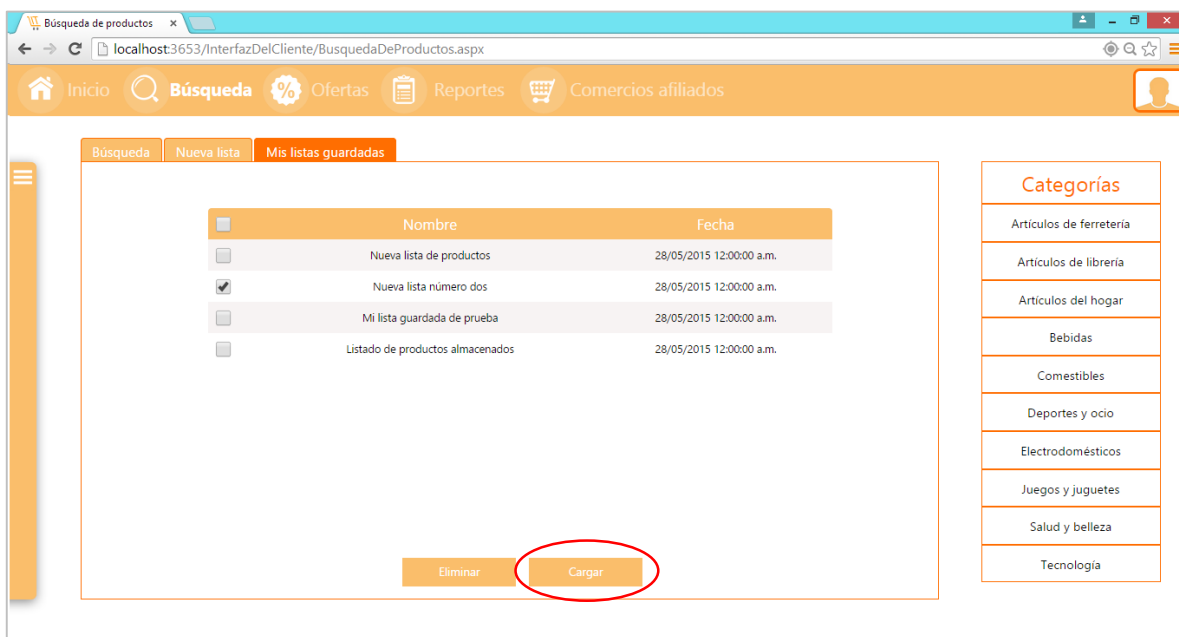 Búsqueda de productos
localhost:3653/InterfazDelCliente/BusquedaDeProductos.aspx
Inicio Búsqueda % Ofertas Reportes Comercios afiliados
Búsqueda Nueva lista Mis listas guardadas
Nombre Fecha
Nueva lista de productos 28/05/2015 12:00:00 a.m.
Nueva lista número dos 28/05/2015 12:00:00 a.m.
Mi lista guardada de prueba 28/05/2015 12:00:00 a.m.
Listado de productos almacenados 28/05/2015 12:00:00 a.m.
Eliminar Cargar
Categorías
Artículos de ferretería
Artículos de librería
Artículos del hogar
Bebidas
Comestibles
Deportes y ocio
Electrodomésticos
Juegos y juguetes
Salud y belleza
Tecnología